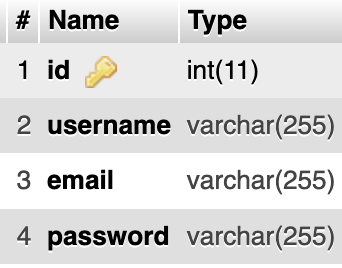 # Name Type
1 id int(11)
2 username varchar(255)
3 email varchar(255)
4 password varchar(255)